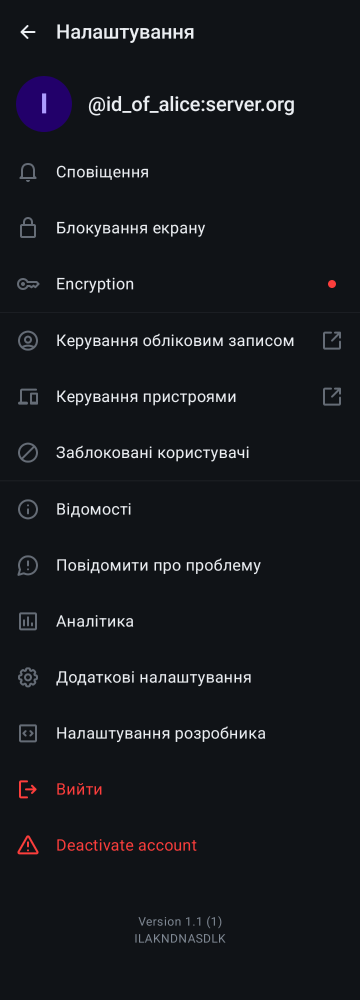 Налаштування
I
@id_of_alice:server.org
Сповіщення
Блокування екрану
Encryption
Керування обліковим записом
Керування пристроями
Заблоковані користувачі
Відомості
Повідомити про проблему
Аналітика
Додаткові налаштування
Налаштування розробника
Вийти
Deactivate account
Version 1.1 (1)
ILAKNDNASDLK